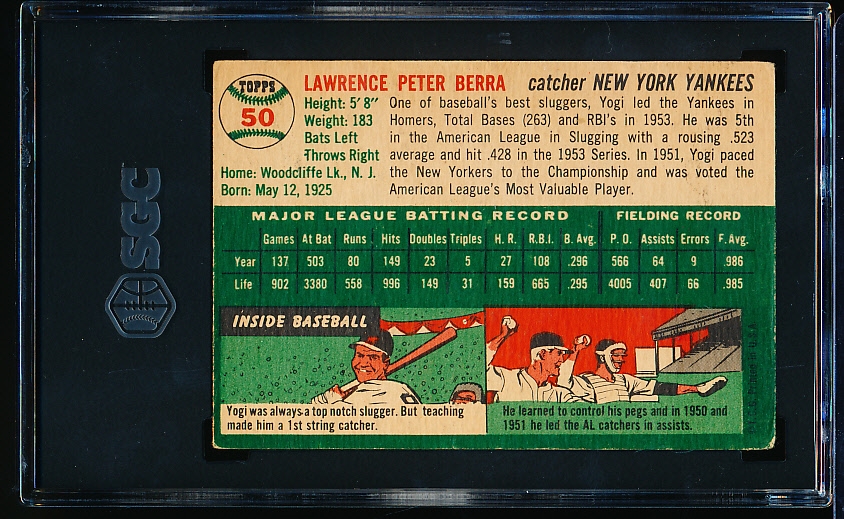 TOPPS
50
LAWRENCE PETER BERRA catcher NEW YORK YANKEES
Height: 5' 8"
Weight: 183
Bats Left
Throws Right
Home: Woodcliffe Lk., N. J.
Born: May 12, 1925
One of baseball's best sluggers, Yogi led the Yankees in
Homers, Total Bases (263) and RBI's in 1953. He was 5th
in the American League in Slugging with a rousing .523
average and hit .428 in the 1953 Series. In 1951, Yogi paced
the New Yorkers to the Championship and was voted the
American League's Most Valuable Player.
MAJOR LEAGUE BATTING RECORD FIELDING RECORD
Games At Bat Runs Hits Doubles Triples H. R. R.B.I. B. Avg. P. O. Assists Errors F. Avg.
Year 137 503 80 149 23 5 27 108 .296 566 64 9 .986
Life 902 3380 558 996 149 31 159 665 .295 4005 407 66 .985
INSIDE BASEBALL
Yogi was always a top notch slugger. But teaching
made him a 1st string catcher.
He learned to control his pegs and in 1950 and
1951 he led the AL catchers in assists.
Printed in U.S.A.
SGC